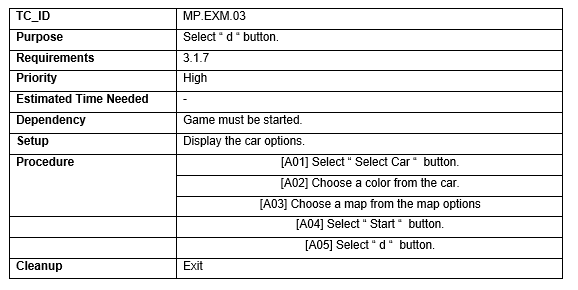 TC_ID MP.EXM.03
Purpose Select “ d “ button.
Requirements 3.1.7
Priority High
Estimated Time Needed -
Dependency Game must be started.
Setup Display the car options.
Procedure [A01] Select “ Select Car “ button.
[A02] Choose a color from the car.
[A03] Choose a map from the map options
[A04] Select “ Start “ button.
[A05] Select “ d “ button.
Cleanup Exit